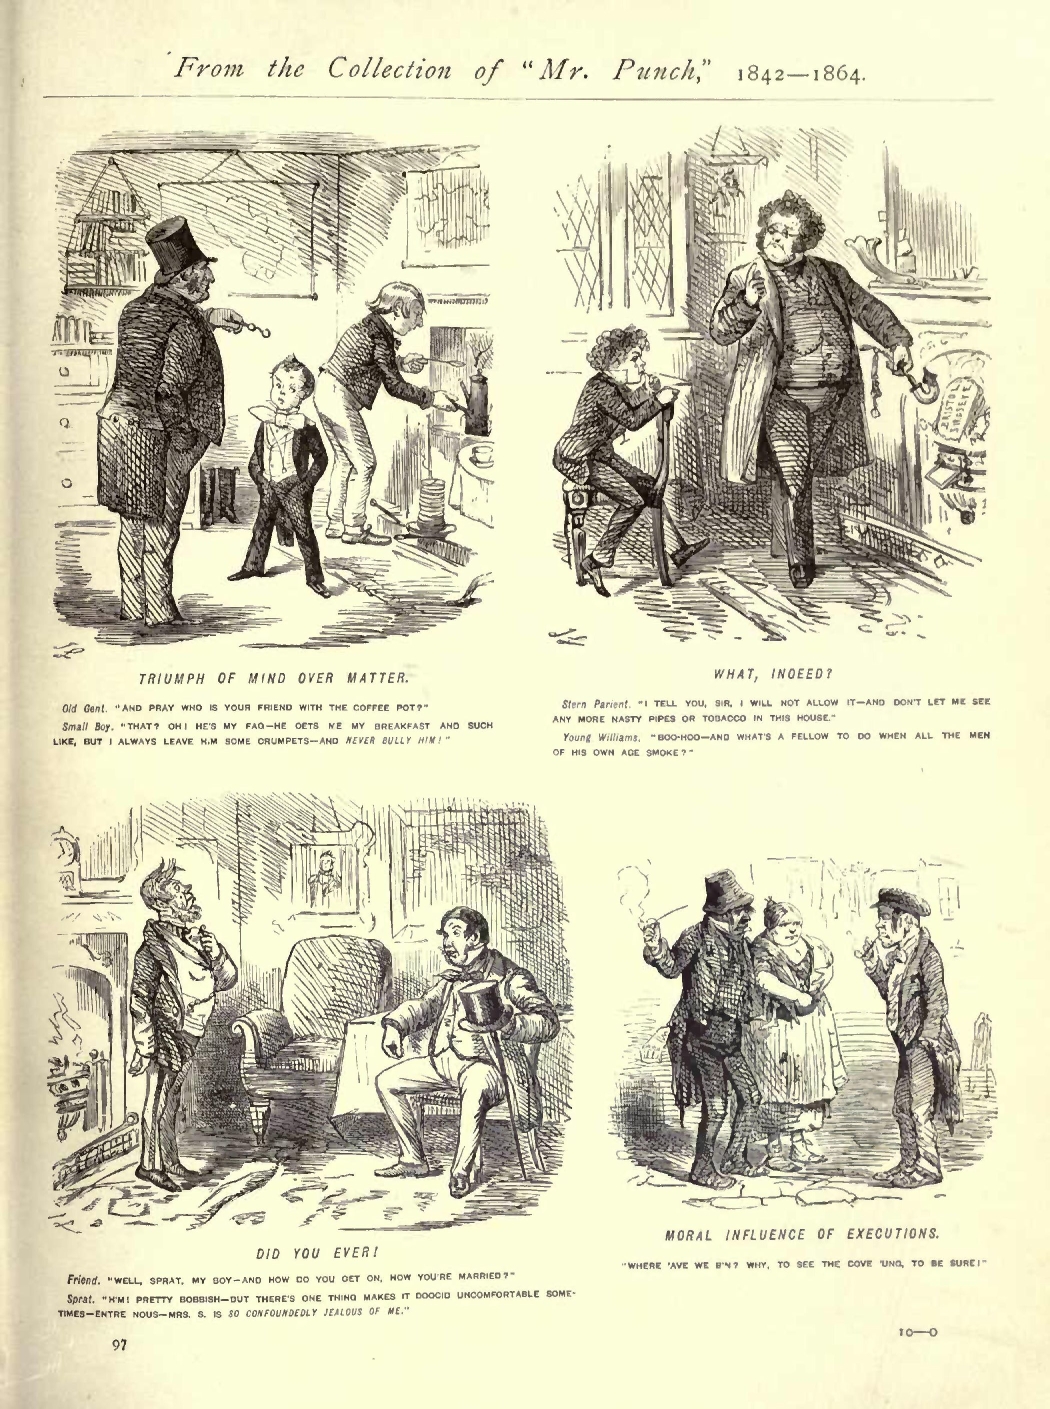 From the Collection of "Mr. Punch," 1842—1864.
BRISTOL
BIRDSEYE
TRIUMPH OF MIND OVER MATTER.
Old Gent. "AND PRAY WHO IS YOUR FRIEND WITH THE COFFEE POT?"
Small Boy. "THAT? OH! HE'S MY FAG—HE GETS ME MY BREAKFAST AND SUCH
LIKE, BUT I ALWAYS LEAVE HIM SOME CRUMPETS—AND NEVER BULLY HIM!"
WHAT, INDEED?
Stern Parient. "I TELL YOU, SIR, I WILL NOT ALLOW IT—AND DON'T LET ME SEE
ANY MORE NASTY PIPES OR TOBACCO IN THIS HOUSE."
Young Williams. "BOO-HOO—AND WHAT'S A FELLOW TO DO WHEN ALL THE MEN
OF HIS OWN AGE SMOKE?"
DID YOU EVER!
Friend. "WELL, SPRAT, MY BOY—AND HOW DO YOU GET ON, NOW YOU'RE MARRIED?"
Sprat. "H'M! PRETTY BOBBISH—BUT THERE'S ONE THING MAKES IT DOOCID UNCOMFORTABLE SOME-
TIMES—ENTRE NOUS—MRS. S. IS SO CONFOUNDEDLY JEALOUS OF ME."
MORAL INFLUENCE OF EXECUTIONS.
"WHERE 'AVE WE B'N? WHY, TO SEE THE COVE 'UNG, TO BE SURE!"
97
10—O